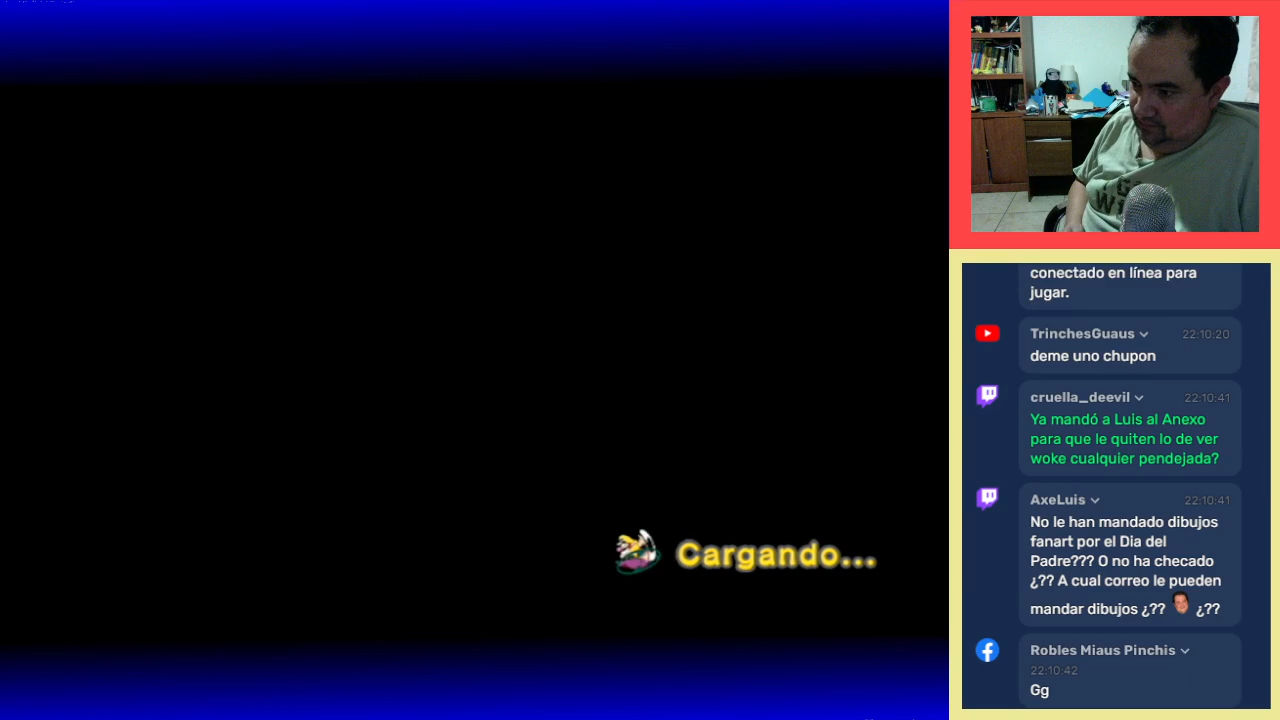 Cargando...
conectado en línea para
jugar.
TrinchesGuaus
22:10:20
deme uno chupon
cruella_deevil
22:10:41
Ya mandó a Luis al Anexo
para que le quiten lo de ver
woke cualquier pendejada?
AxeLuis
22:10:41
No le han mandado dibujos
fanart por el Dia del
Padre??? O no ha checado
¿?? A cual correo le pueden
mandar dibujos ¿?? ¿??
Robles Miaus Pinchis
22:10:42
Gg